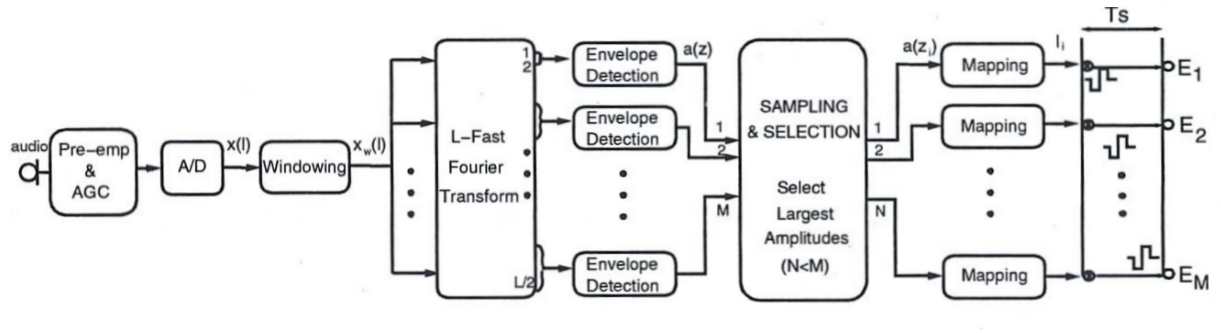 audio
Pre-emp
&
AGC
A/D
x(l)
Windowing
x_w(l)
L-Fast
Fourier
Transform
1
2
L/2
Envelope
Detection
Envelope
Detection
Envelope
Detection
a(z)
1
2
M
SAMPLING
& SELECTION
Select
Largest
Amplitudes
(N<M)
1
2
N
a(z_i)
Mapping
Mapping
Mapping
I_i
Ts
E_1
E_2
E_M